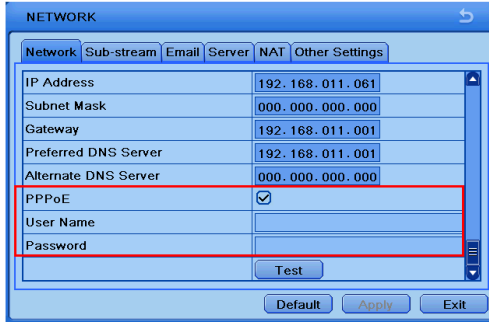 NETWORK
Network Sub-stream Email Server NAT Other Settings
IP Address 192.168.011.061
Subnet Mask 000.000.000.000
Gateway 192.168.011.001
Preferred DNS Server 192.168.011.001
Alternate DNS Server 000.000.000.000
PPPoE
User Name
Password
Test
Default Apply Exit